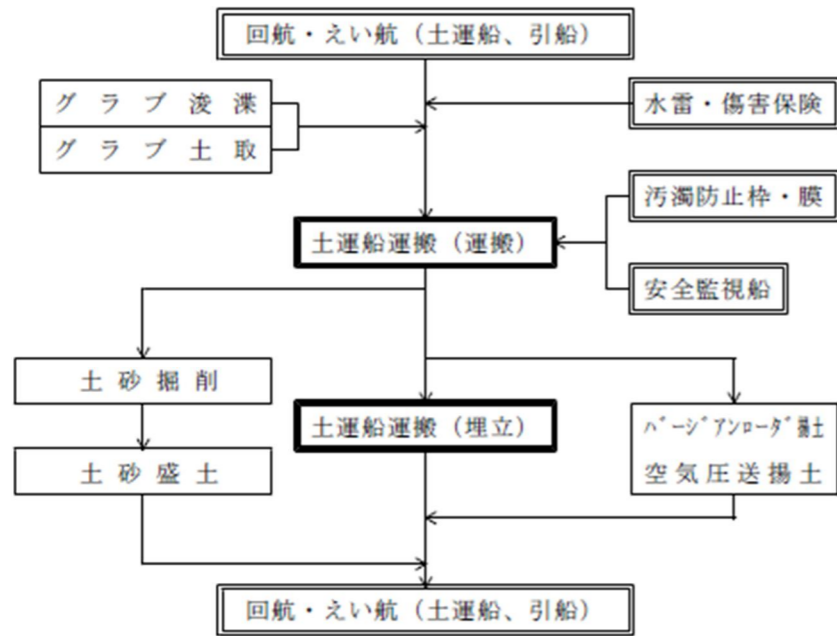 回航・えい航（土運船、引船）
グラブ浚渫
グラブ土取
水雷・傷害保険
汚濁防止枠・膜
土運船運搬（運搬）
安全監視船
土砂掘削
土運船運搬（埋立）
バージアンローダ揚土
土砂盛土
空気圧送揚土
回航・えい航（土運船、引船）